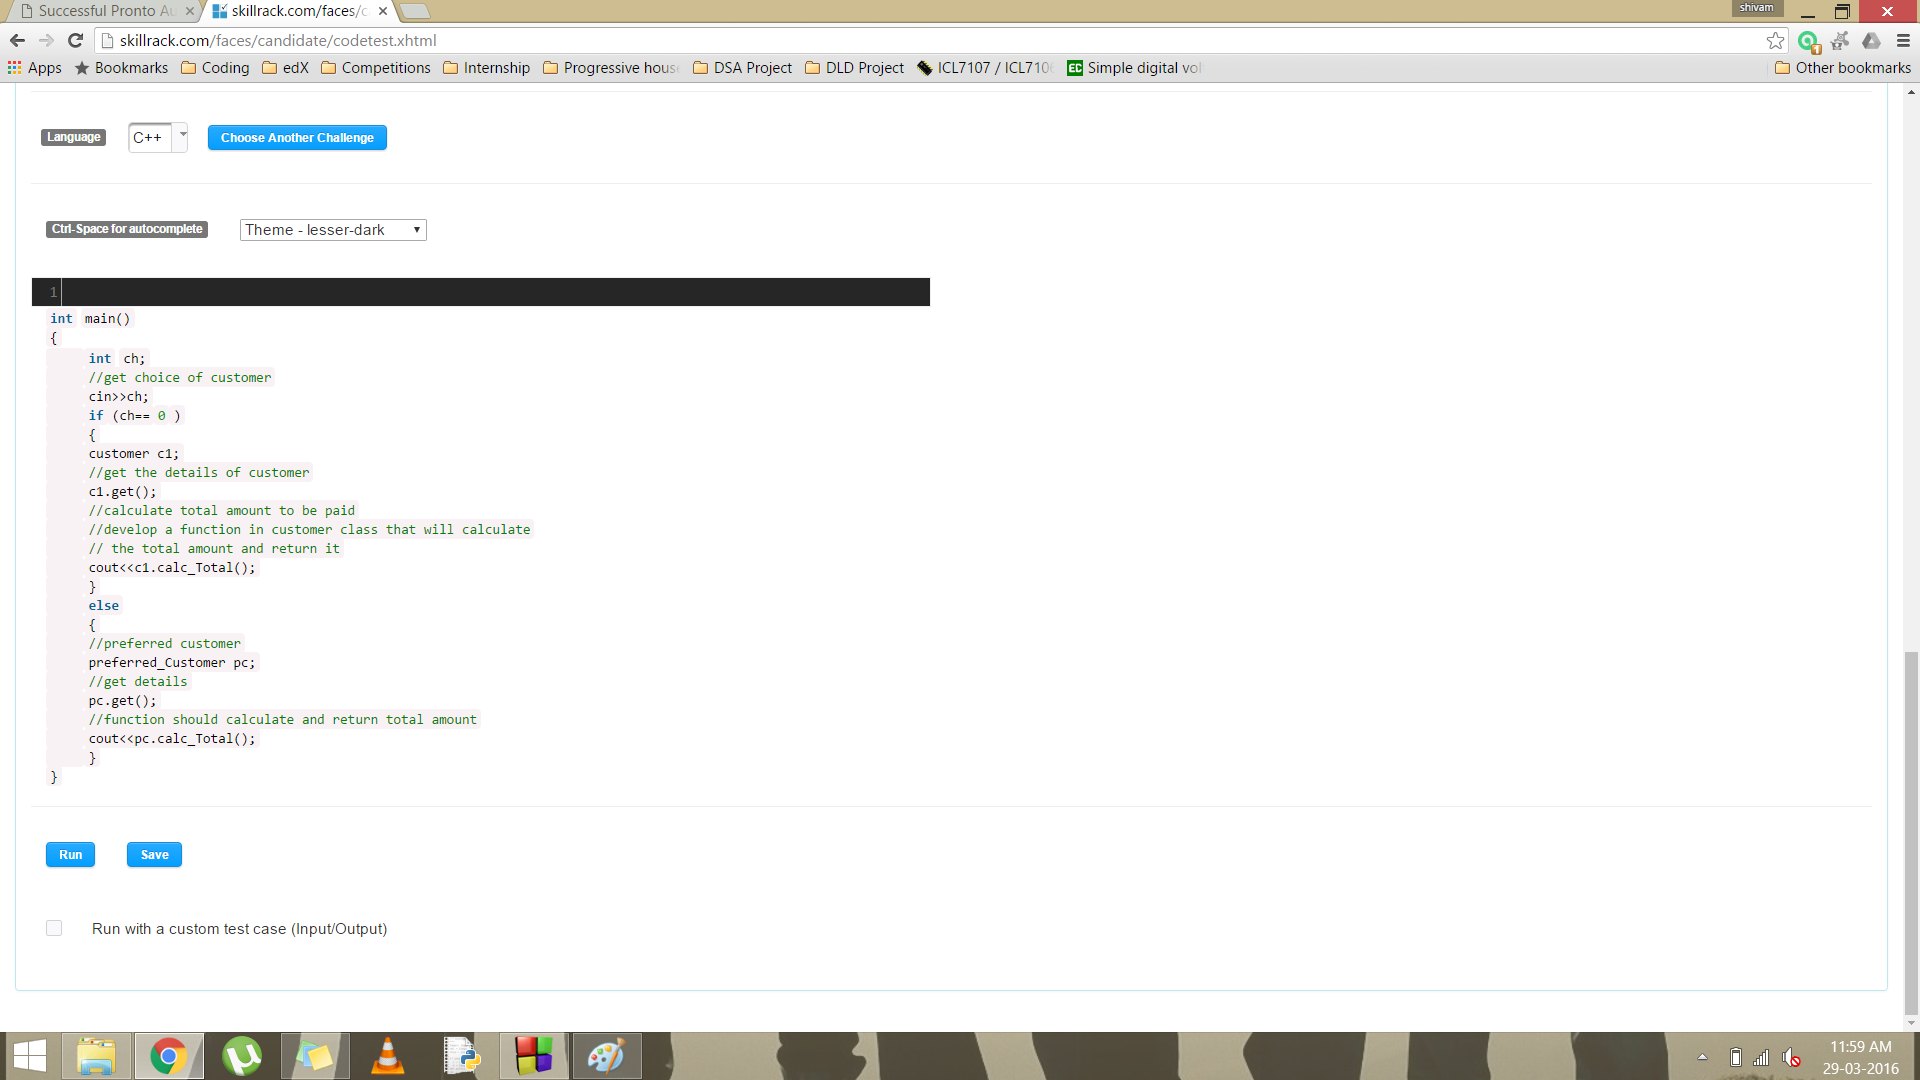 Successful Pronto Au
skillrack.com/faces/c
shivam
skillrack.com/faces/candidate/codetest.xhtml
Apps Bookmarks Coding edX Competitions Internship Progressive hous DSA Project DLD Project ICL7107 / ICL710 EC Simple digital vol Other bookmarks
Language C++ Choose Another Challenge
Ctrl-Space for autocomplete Theme - lesser-dark
1
int main()
{
int ch;
//get choice of customer
cin>>ch;
if (ch== 0 )
{
customer c1;
//get the details of customer
c1.get();
//calculate total amount to be paid
//develop a function in customer class that will calculate
// the total amount and return it
cout<<c1.calc_Total();
}
else
{
//preferred customer
preferred_Customer pc;
//get details
pc.get();
//function should calculate and return total amount
cout<<pc.calc_Total();
}
}
Run Save
Run with a custom test case (Input/Output)
11:59 AM
29-03-2016